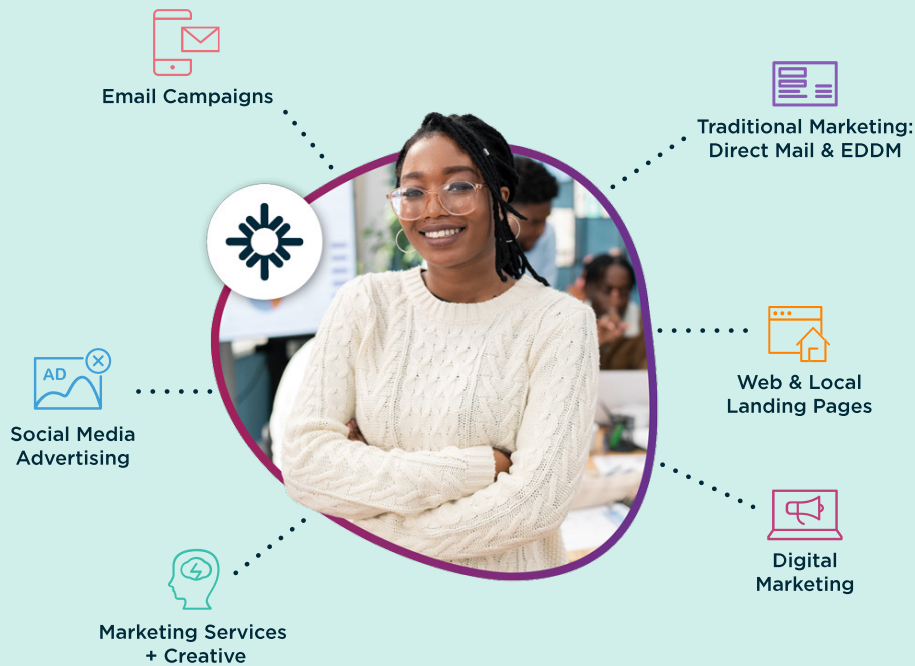 Email Campaigns
Traditional Marketing:
Direct Mail & EDDM
Web & Local
Landing Pages
AD
Social Media
Advertising
Digital
Marketing
Marketing Services
+ Creative